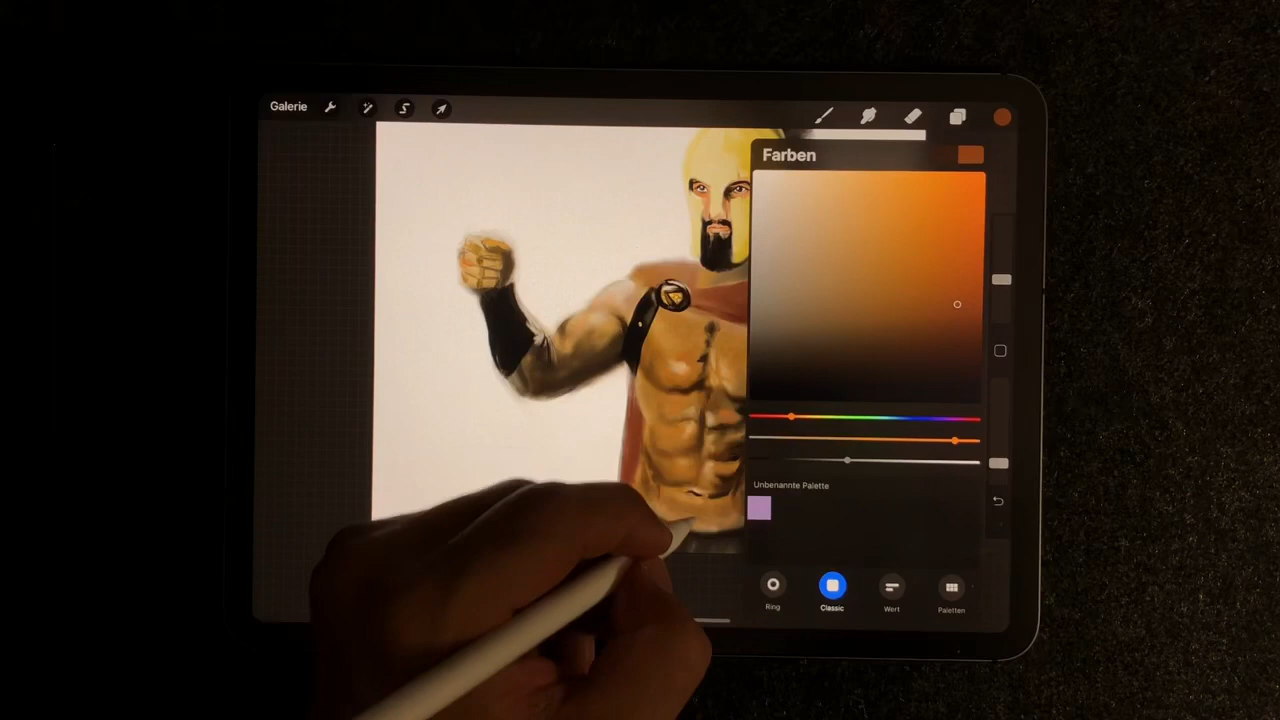 Galerie
Farben
Unbenannte Palette
Ring
Classic
Wert
Paletten